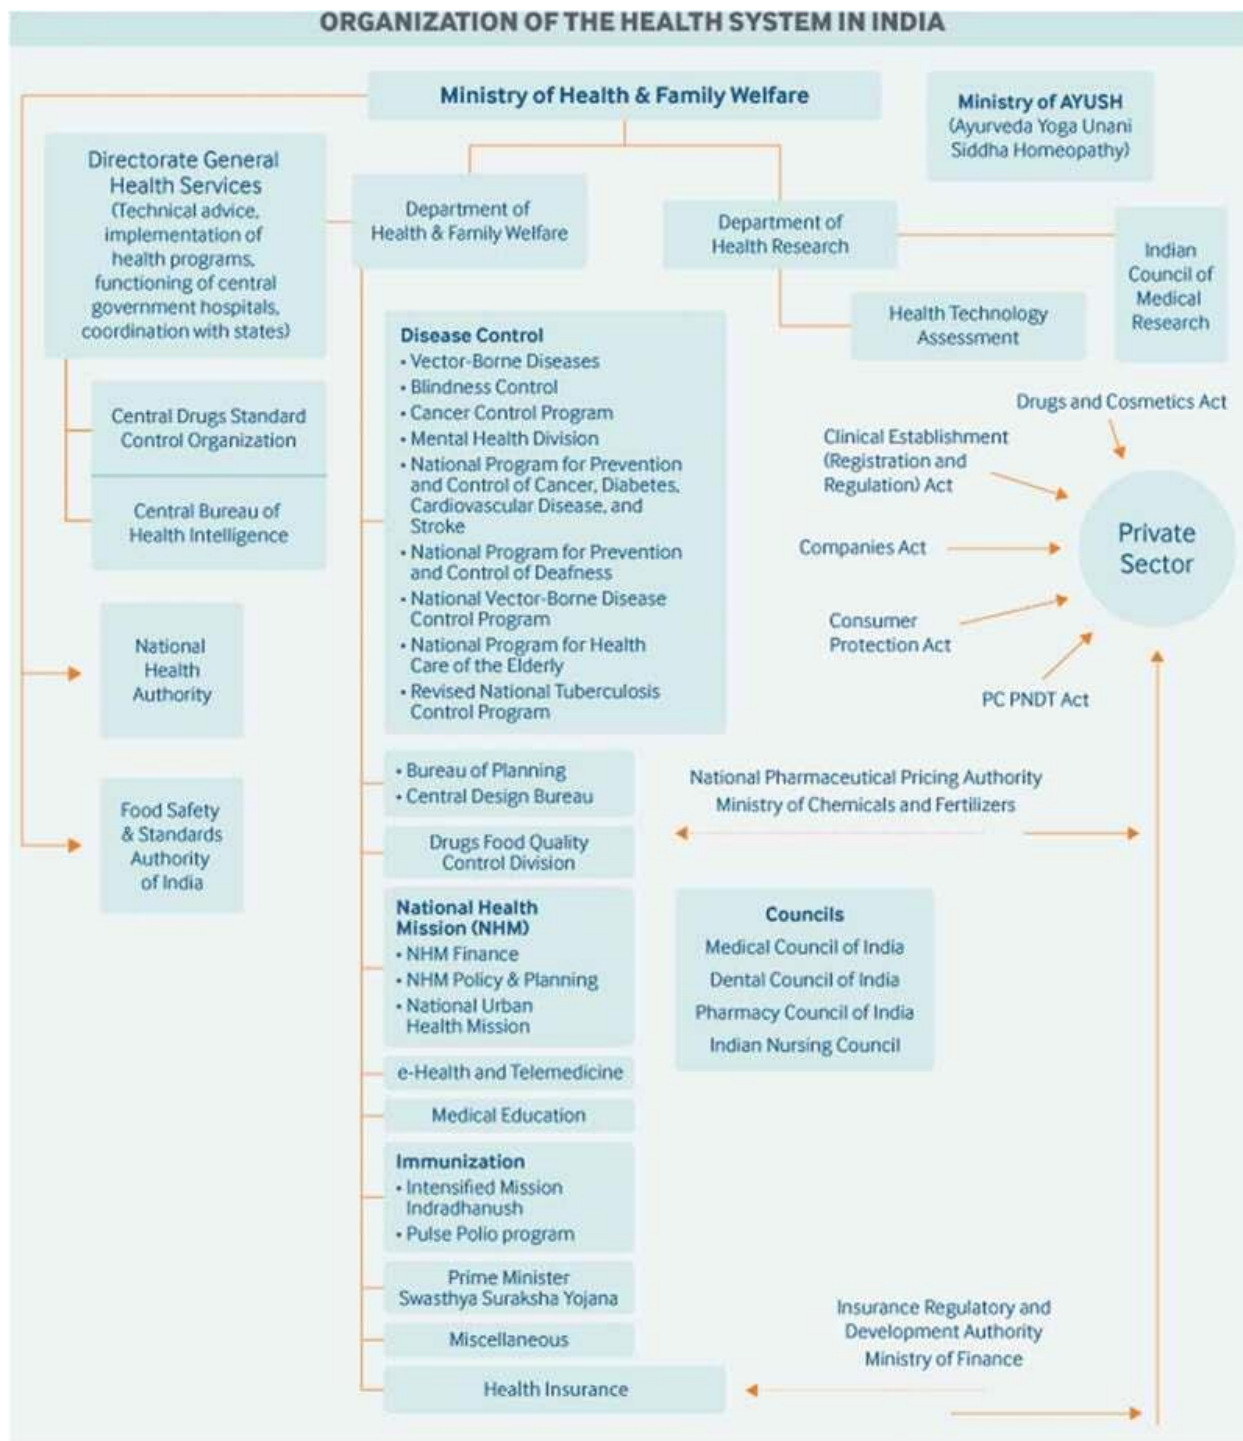 ORGANIZATION OF THE HEALTH SYSTEM IN INDIA
Ministry of Health & Family Welfare
Ministry of AYUSH
(Ayurveda Yoga Unani
Siddha Homeopathy)
Directorate General
Health Services
(Technical advice,
implementation of
health programs,
functioning of central
government hospitals,
coordination with states)
Department of
Health & Family Welfare
Department of
Health Research
Indian
Council of
Medical
Research
Health Technology
Assessment
Central Drugs Standard
Control Organization
Central Bureau of
Health Intelligence
National
Health
Authority
Food Safety
& Standards
Authority
of India
Disease Control
• Vector-Borne Diseases
• Blindness Control
• Cancer Control Program
• Mental Health Division
• National Program for Prevention
and Control of Cancer, Diabetes,
Cardiovascular Disease, and
Stroke
• National Program for Prevention
and Control of Deafness
• National Vector-Borne Disease
Control Program
• National Program for Health
Care of the Elderly
• Revised National Tuberculosis
Control Program
Drugs and Cosmetics Act
Clinical Establishment
(Registration and
Regulation) Act
Companies Act
Consumer
Protection Act
PC PNDT Act
Private
Sector
• Bureau of Planning
• Central Design Bureau
Drugs Food Quality
Control Division
National Pharmaceutical Pricing Authority
Ministry of Chemicals and Fertilizers
National Health
Mission (NHM)
• NHM Finance
• NHM Policy & Planning
• National Urban
Health Mission
Councils
Medical Council of India
Dental Council of India
Pharmacy Council of India
Indian Nursing Council
e-Health and Telemedicine
Medical Education
Immunization
• Intensified Mission
Indradhanush
• Pulse Polio program
Prime Minister
Swasthya Suraksha Yojana
Miscellaneous
Health Insurance
Insurance Regulatory and
Development Authority
Ministry of Finance